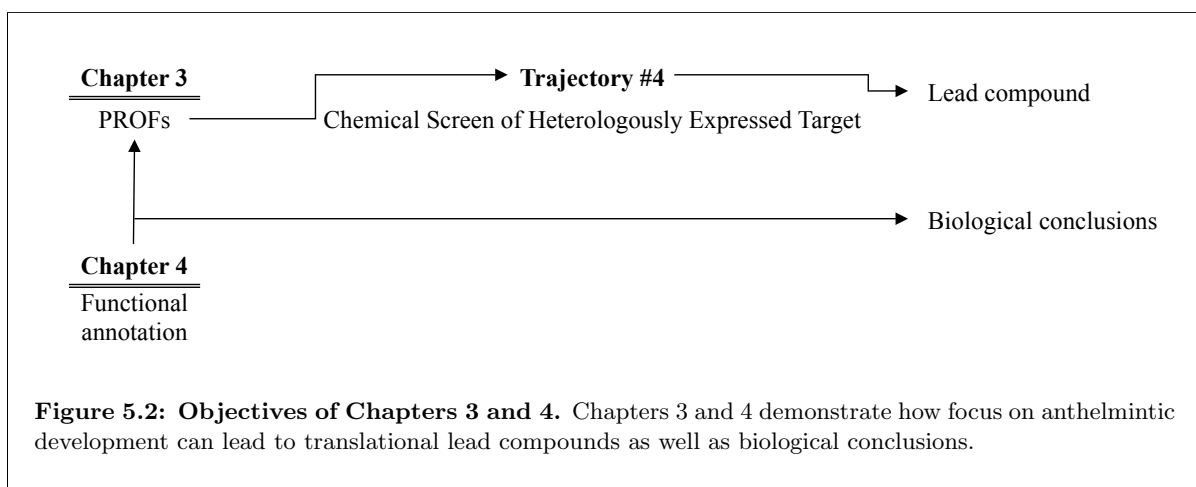 Chapter 3
PROFs
Trajectory #4
Chemical Screen of Heterologously Expressed Target
Lead compound
Biological conclusions
Chapter 4
Functional
annotation
Figure 5.2: Objectives of Chapters 3 and 4. Chapters 3 and 4 demonstrate how focus on anthelmintic
development can lead to translational lead compounds as well as biological conclusions.